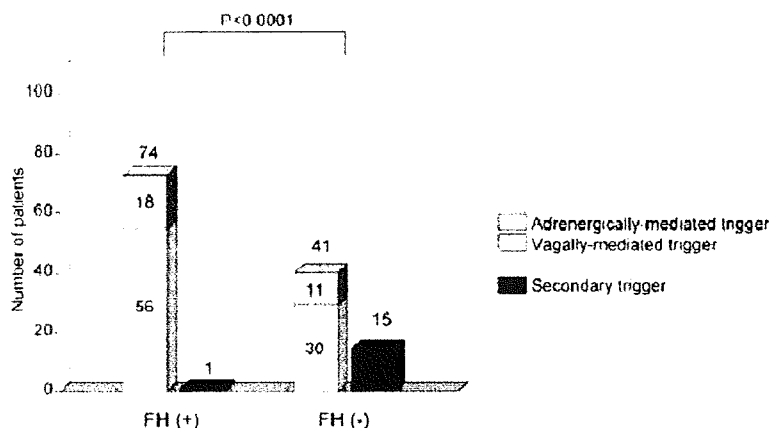 P<0 0001
Number of patients
100
80
60
40
20
0
74
18
56
1
41
11
30
15
FH (+)
FH (-)
Adrenergically-mediated trigger
Vagally-mediated trigger
Secondary trigger